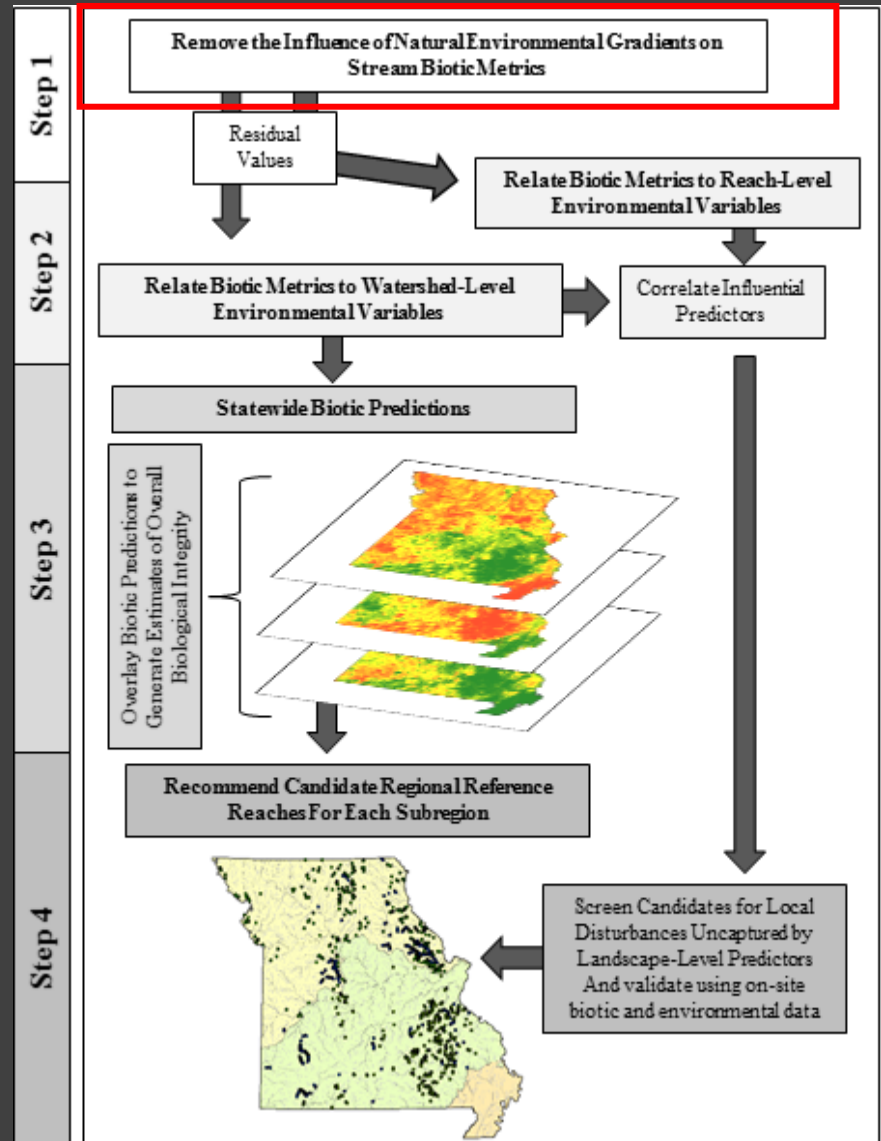 Step 1
Remove the Influence of Natural Environmental Gradients on
Stream Biotic Metrics
Residual
Values
Step 2
Relate Biotic Metrics to Reach-Level
Environmental Variables
Relate Biotic Metrics to Watershed-Level
Environmental Variables
Correlate Influential
Predictors
Step 3
Statewide Biotic Predictions
Overlay Biotic Predictions to
Generate Estimates of Overall
Biological Integrity
Step 4
Recommend Candidate Regional Reference
Reaches For Each Subregion
Screen Candidates for Local
Disturbances Uncaptured by
Landscape-Level Predictors
And validate using on-site
biotic and environmental data